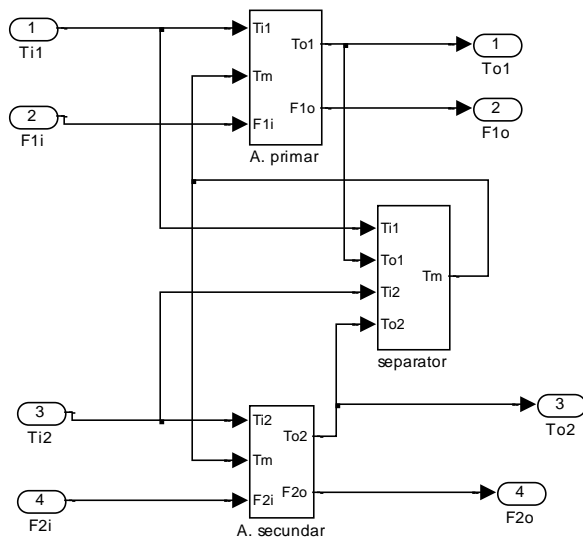 1
Ti1
2
F1i
Ti1
Tm
F1i
To1
F1o
A. primar
1
To1
2
F1o
Ti1
To1
Ti2
To2
Tm
separator
3
Ti2
4
F2i
Ti2
Tm
F2i
To2
F2o
A. secundar
3
To2
4
F2o